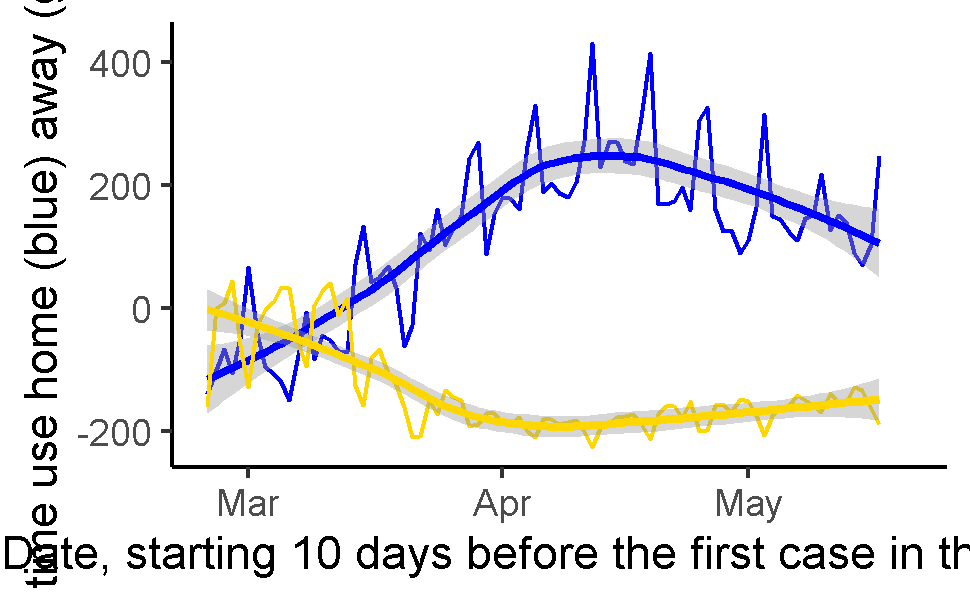 time use home (blue) away (
400
200
0
-200
Mar Apr May
Date, starting 10 days before the first case in th